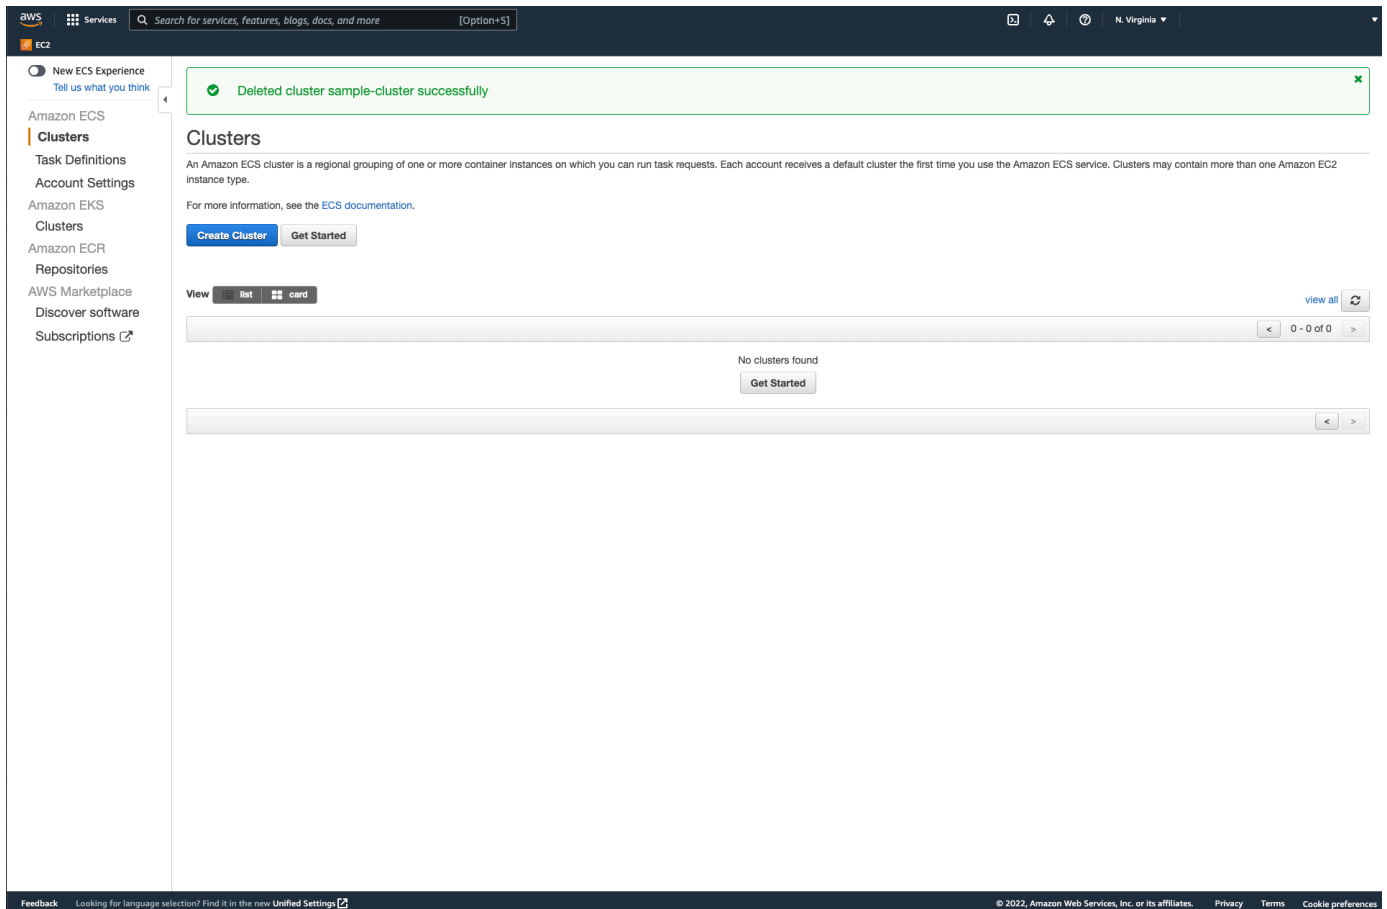 aws
Services
Search for services, features, blogs, docs, and more [Option+S]
N. Virginia
EC2
New ECS Experience
Tell us what you think
Amazon ECS
Clusters
Task Definitions
Account Settings
Amazon EKS
Clusters
Amazon ECR
Repositories
AWS Marketplace
Discover software
Subscriptions
Deleted cluster sample-cluster successfully
Clusters
An Amazon ECS cluster is a regional grouping of one or more container instances on which you can run task requests. Each account receives a default cluster the first time you use the Amazon ECS service. Clusters may contain more than one Amazon EC2
instance type.
For more information, see the ECS documentation.
Create Cluster Get Started
View list card
view all
< 0 - 0 of 0 >
No clusters found
Get Started
< >
Feedback Looking for language selection? Find it in the new Unified Settings
© 2022, Amazon Web Services, Inc. or its affiliates. Privacy Terms Cookie preferences